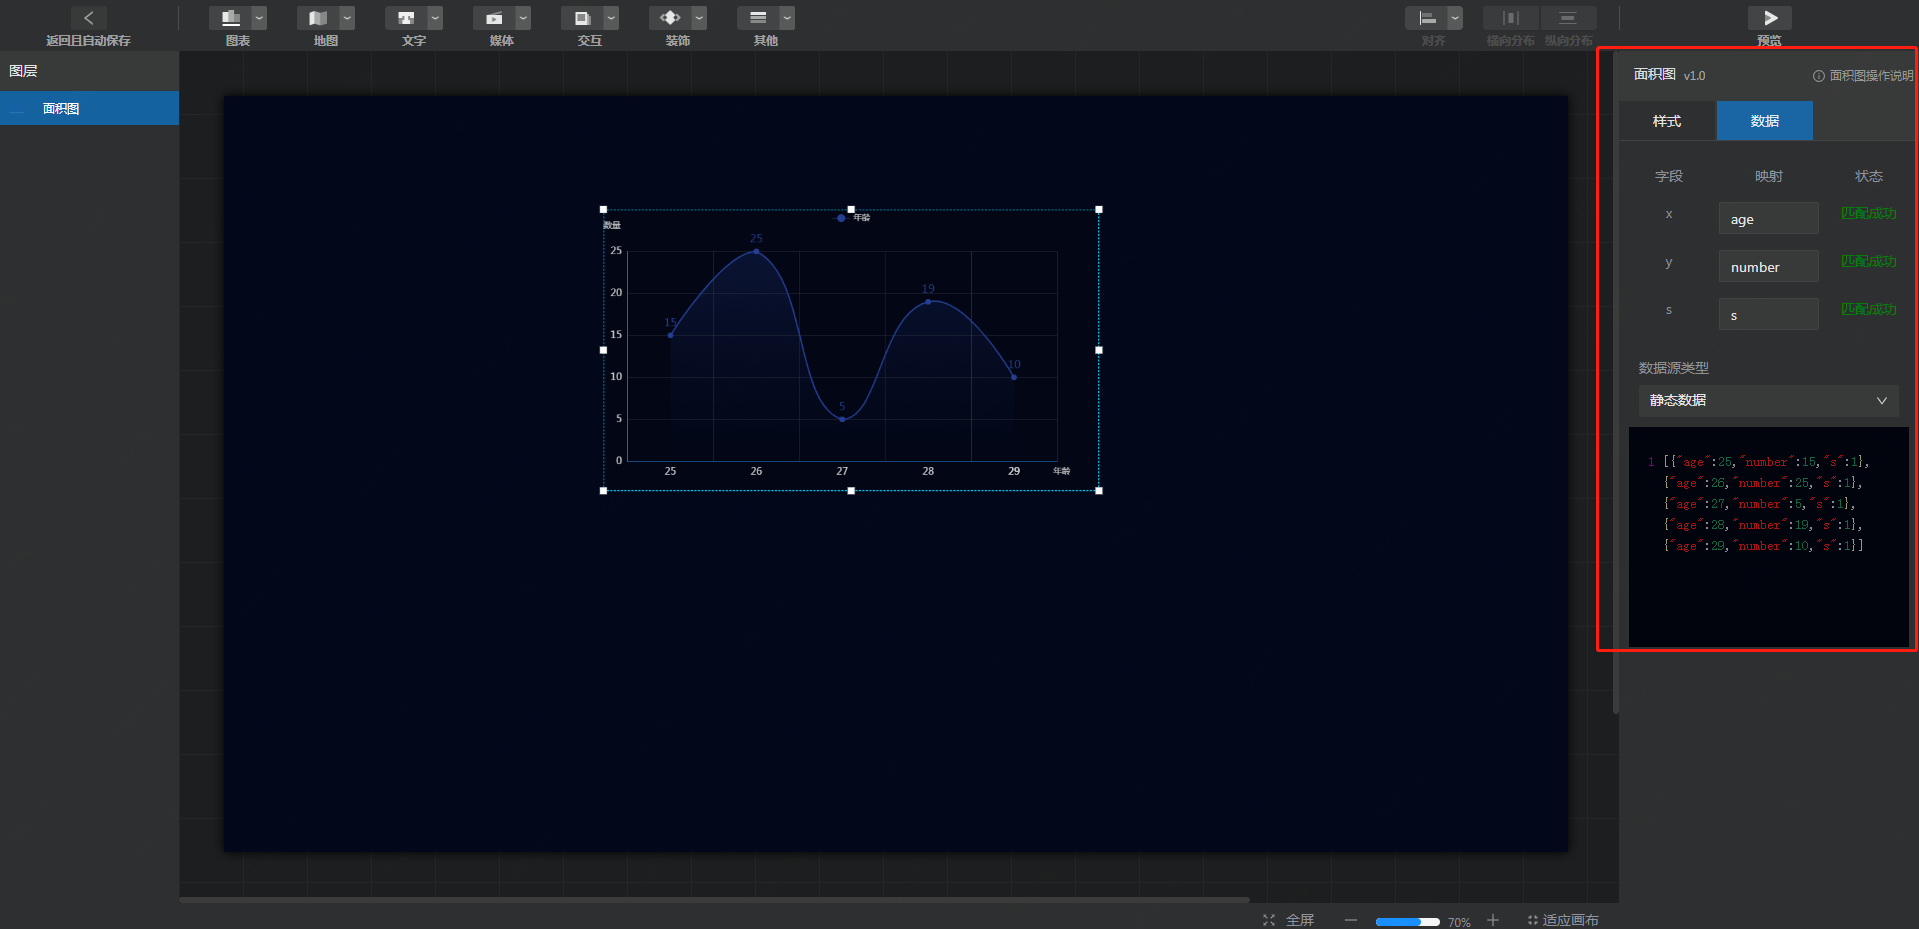 返回且自动保存
图表
地图
文字
媒体
交互
装饰
其他
对齐
横向分布
纵向分布
预览
图层
面积图
数量
年龄
25
20
15
10
5
0
15
25
5
19
10
25
26
27
28
29
年龄
面积图 v1.0
面积图操作说明
样式
数据
字段 映射 状态
x age 匹配成功
y number 匹配成功
s s 匹配成功
数据源类型
静态数据
1 [{"age":25,"number":15,"s":1},
{"age":26,"number":25,"s":1},
{"age":27,"number":5,"s":1},
{"age":28,"number":19,"s":1},
{"age":29,"number":10,"s":1}]
全屏
70%
适应画布